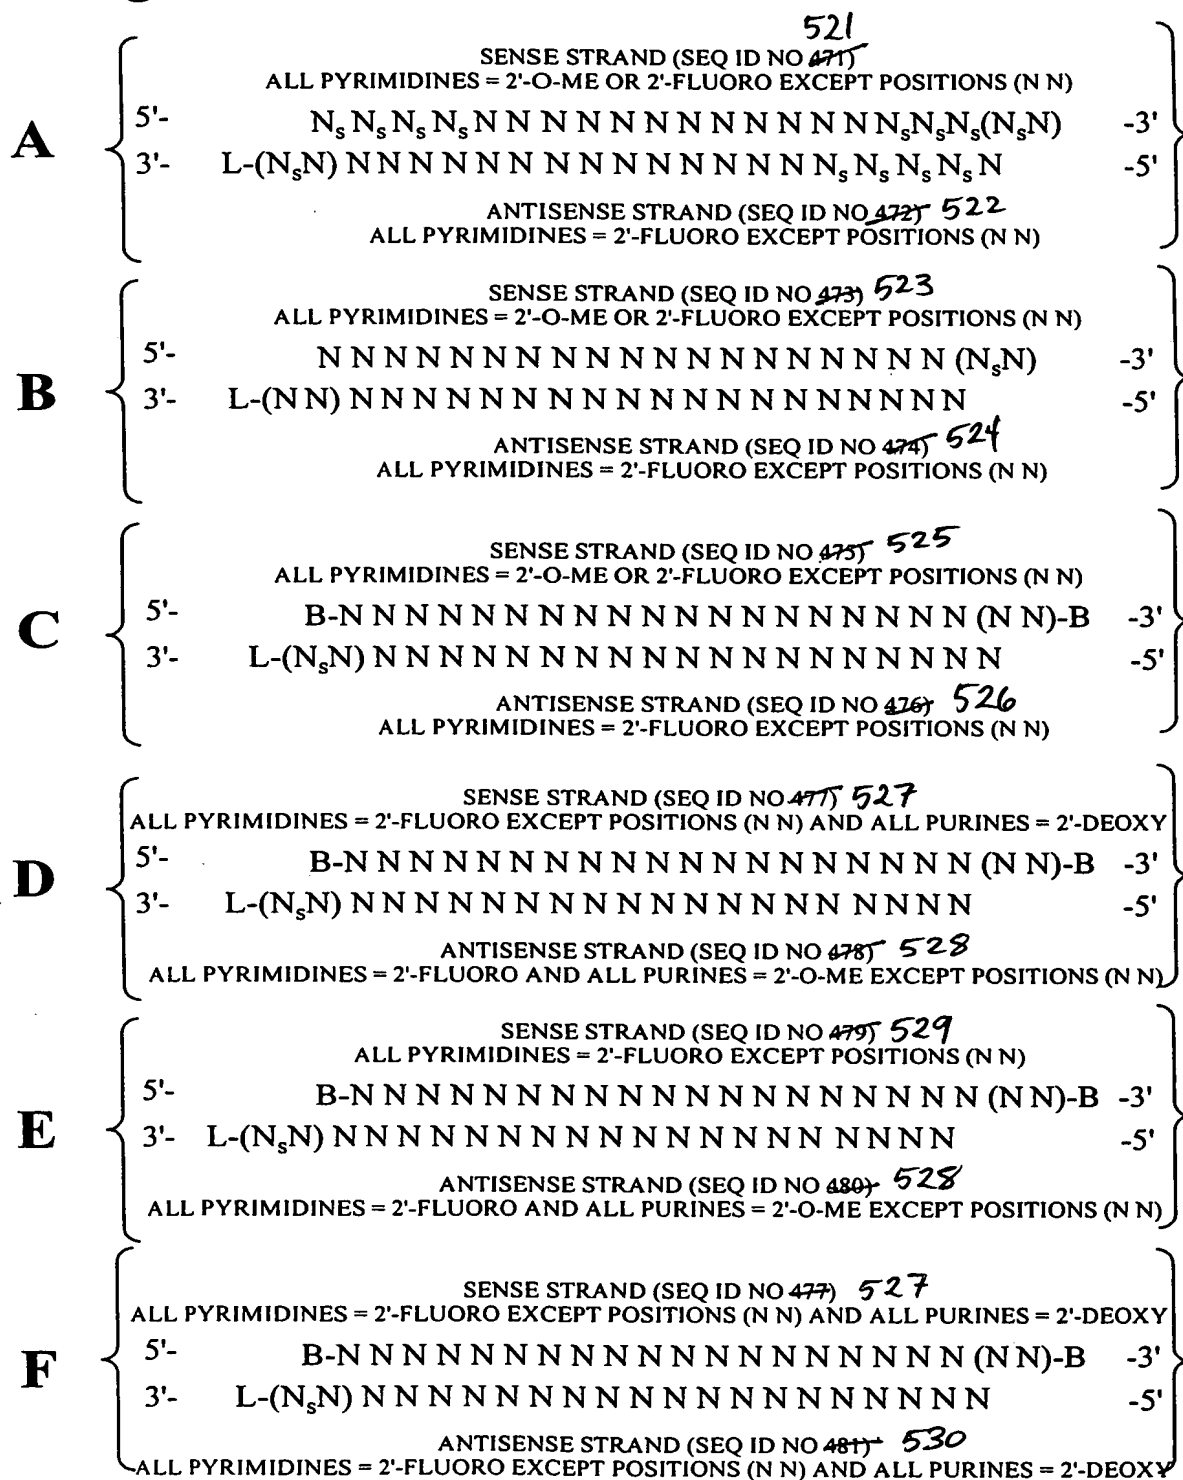 521
SENSE STRAND (SEQ ID NO 471)
ALL PYRIMIDINES = 2'-O-ME OR 2'-FLUORO EXCEPT POSITIONS (N N)
A
5'- NsNsNsNsN N N N N N N N N N N N NsNsNs(NsN) -3'
3'- L-(NsN) N N N N N N N N N N N N N N Ns Ns Ns Ns N -5'
ANTISENSE STRAND (SEQ ID NO 472) 522
ALL PYRIMIDINES = 2'-FLUORO EXCEPT POSITIONS (N N)
SENSE STRAND (SEQ ID NO 473) 523
ALL PYRIMIDINES = 2'-O-ME OR 2'-FLUORO EXCEPT POSITIONS (N N)
B
5'- N N N N N N N N N N N N N N N N N N N (NsN) -3'
3'- L-(N N) N N N N N N N N N N N N N N N N N N N -5'
ANTISENSE STRAND (SEQ ID NO 474) 524
ALL PYRIMIDINES = 2'-FLUORO EXCEPT POSITIONS (N N)
SENSE STRAND (SEQ ID NO 475) 525
ALL PYRIMIDINES = 2'-O-ME OR 2'-FLUORO EXCEPT POSITIONS (N N)
C
5'- B-N N N N N N N N N N N N N N N N N N N (N N)-B -3'
3'- L-(NsN) N N N N N N N N N N N N N N N N N N N -5'
ANTISENSE STRAND (SEQ ID NO 476) 526
ALL PYRIMIDINES = 2'-FLUORO EXCEPT POSITIONS (N N)
SENSE STRAND (SEQ ID NO 477) 527
ALL PYRIMIDINES = 2'-FLUORO EXCEPT POSITIONS (N N) AND ALL PURINES = 2'-DEOXY
D
5'- B-N N N N N N N N N N N N N N N N N N N (N N)-B -3'
3'- L-(NsN) N N N N N N N N N N N N N N N N N N N -5'
ANTISENSE STRAND (SEQ ID NO 478) 528
ALL PYRIMIDINES = 2'-FLUORO AND ALL PURINES = 2'-O-ME EXCEPT POSITIONS (N N)
SENSE STRAND (SEQ ID NO 479) 529
ALL PYRIMIDINES = 2'-FLUORO EXCEPT POSITIONS (N N)
E
5'- B-N N N N N N N N N N N N N N N N N N N (N N)-B -3'
3'- L-(NsN) N N N N N N N N N N N N N N N N N N N -5'
ANTISENSE STRAND (SEQ ID NO 480) 528
ALL PYRIMIDINES = 2'-FLUORO AND ALL PURINES = 2'-O-ME EXCEPT POSITIONS (N N)
SENSE STRAND (SEQ ID NO 477) 527
ALL PYRIMIDINES = 2'-FLUORO EXCEPT POSITIONS (N N) AND ALL PURINES = 2'-DEOXY
F
5'- B-N N N N N N N N N N N N N N N N N N N (N N)-B -3'
3'- L-(NsN) N N N N N N N N N N N N N N N N N N N -5'
ANTISENSE STRAND (SEQ ID NO 481) 530
ALL PYRIMIDINES = 2'-FLUORO EXCEPT POSITIONS (N N) AND ALL PURINES = 2'-DEOXY